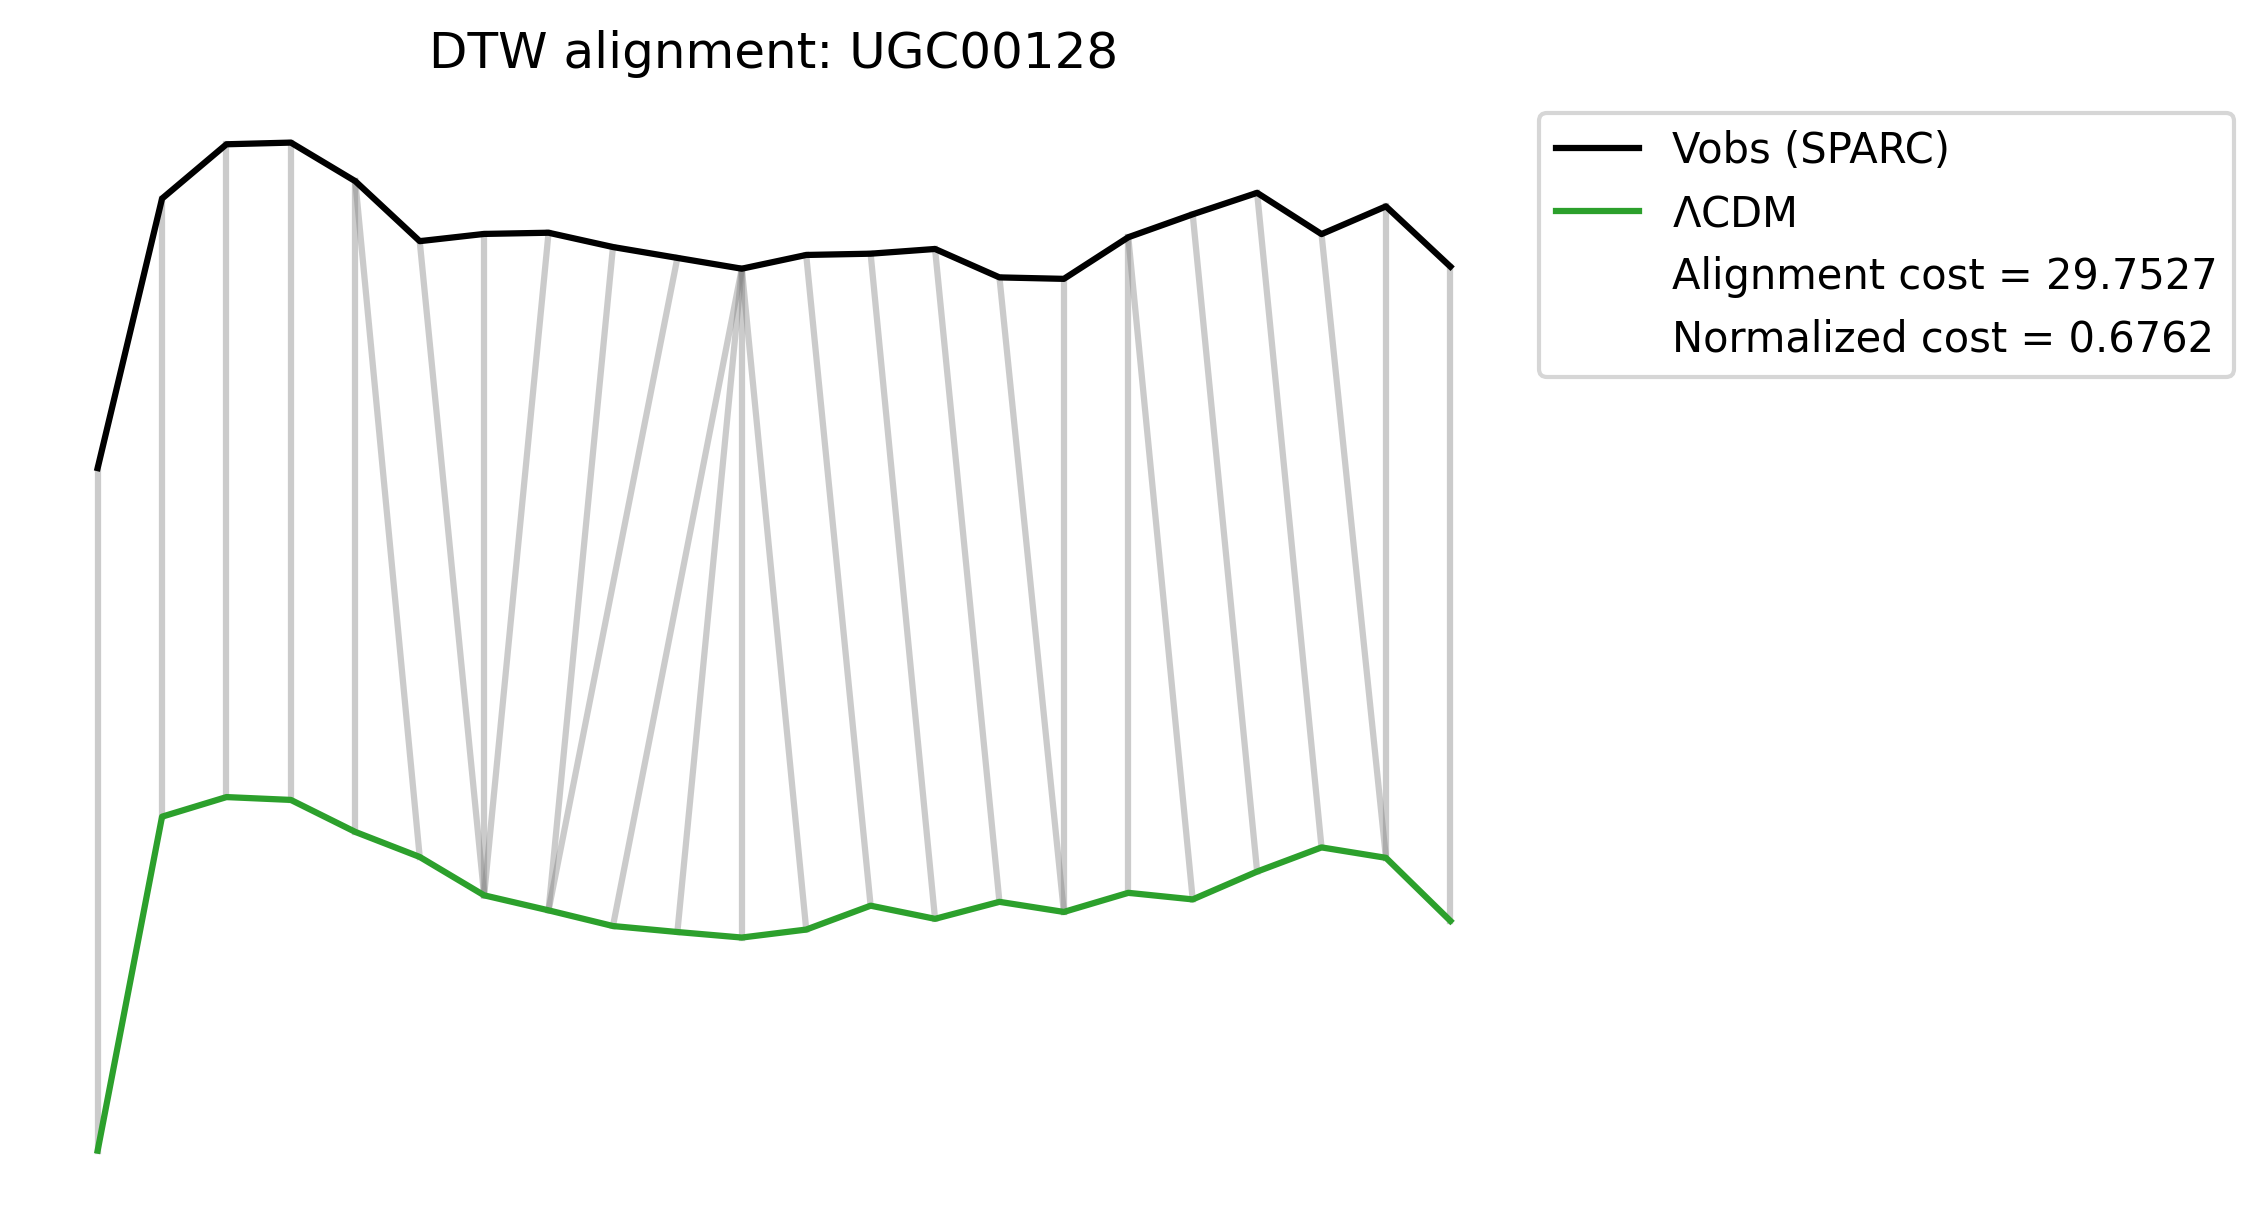 DTW alignment: UGC00128
Vobs (SPARC)
ΛCDM
Alignment cost = 29.7527
Normalized cost = 0.6762